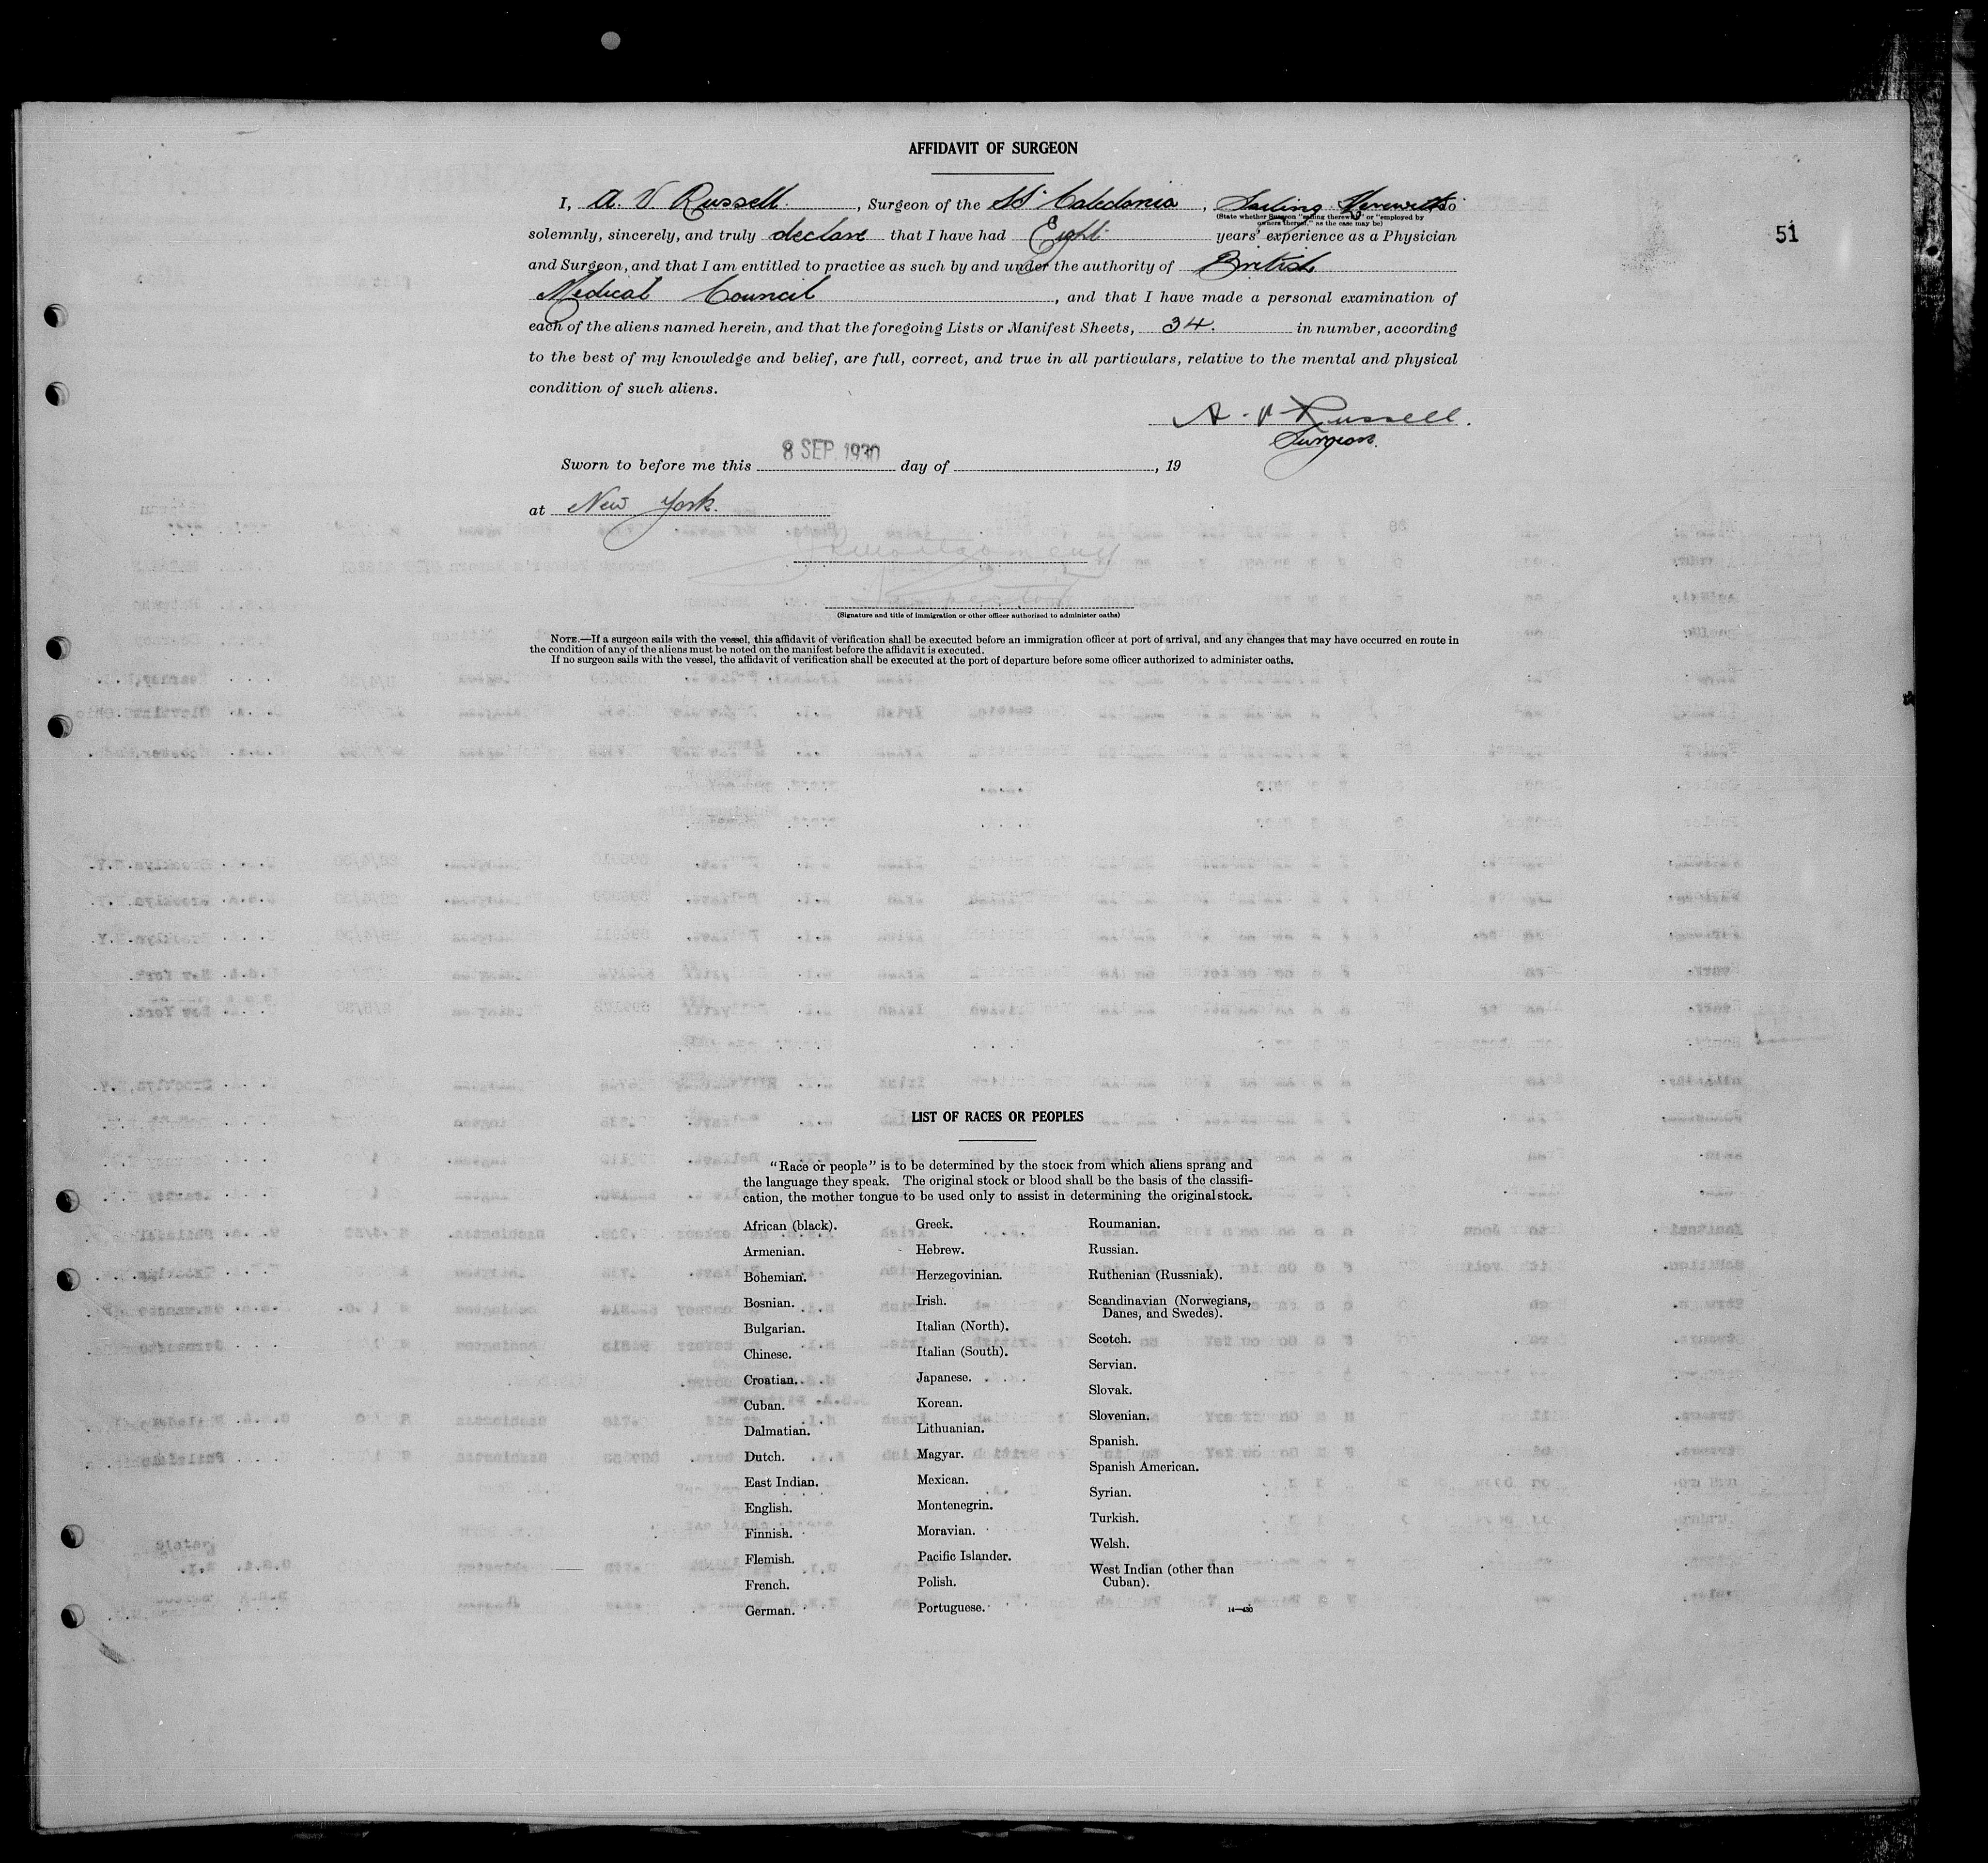 AFFIDAVIT OF SURGEON
I, A. V Russell. , Surgeon of the SS Caledonia , Sailing Therewith do
(State whether Surgeon "sailing therewith" or "employed by
owners thereof," as the case may be)
51
solemnly, sincerely, and truly declare that I have had Eight years' experience as a Physician
and Surgeon, and that I am entitled to practice as such by and under the authority of British
Medical Council , and that I have made a personal examination of
each of the aliens named herein, and that the foregoing Lists or Manifest Sheets, 34. in number, according
to the best of my knowledge and belief, are full, correct, and true in all particulars, relative to the mental and physical
condition of such aliens.
A. V Russell.
Surgeon.
Sworn to before me this 8 SEP 1930 day of , 19
at New York.
(Signature and title of immigration or other officer authorized to administer oaths)
NOTE.—If a surgeon sails with the vessel, this affidavit of verification shall be executed before an immigration officer at port of arrival, and any changes that may have occurred en route in
the condition of any of the aliens must be noted on the manifest before the affidavit is executed.
If no surgeon sails with the vessel, the affidavit of verification shall be executed at the port of departure before some officer authorized to administer oaths.
LIST OF RACES OR PEOPLES
"Race or people" is to be determined by the stock from which aliens sprang and
the language they speak. The original stock or blood shall be the basis of the classifi-
cation, the mother tongue to be used only to assist in determining the original stock.
African (black).
Armenian.
Bohemian.
Bosnian.
Bulgarian.
Chinese.
Croatian.
Cuban.
Dalmatian.
Dutch.
East Indian.
English.
Finnish.
Flemish.
French.
German.
Greek.
Hebrew.
Herzegovinian.
Irish.
Italian (North).
Italian (South).
Japanese.
Korean.
Lithuanian.
Magyar.
Mexican.
Montenegrin.
Moravian.
Pacific Islander.
Polish.
Portuguese.
Roumanian.
Russian.
Ruthenian (Russniak).
Scandinavian (Norwegians,
Danes, and Swedes).
Scotch.
Servian.
Slovak.
Slovenian.
Spanish.
Spanish American.
Syrian.
Turkish.
Welsh.
West Indian (other than
Cuban).
14—430